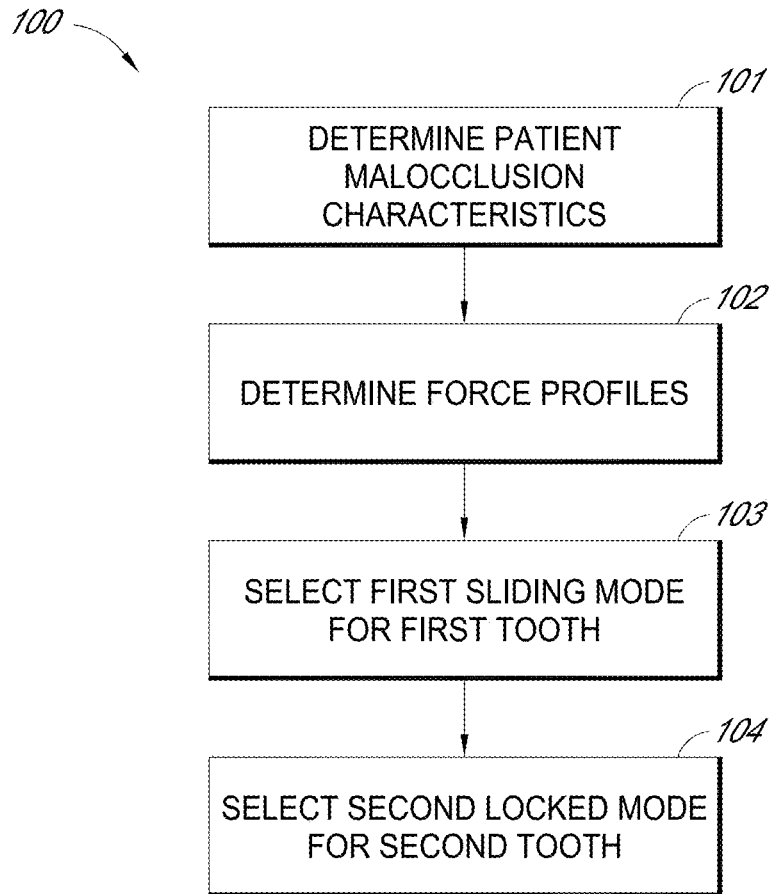 100
101
DETERMINE PATIENT
MALOCCLUSION
CHARACTERISTICS
102
DETERMINE FORCE PROFILES
103
SELECT FIRST SLIDING MODE
FOR FIRST TOOTH
104
SELECT SECOND LOCKED MODE
FOR SECOND TOOTH